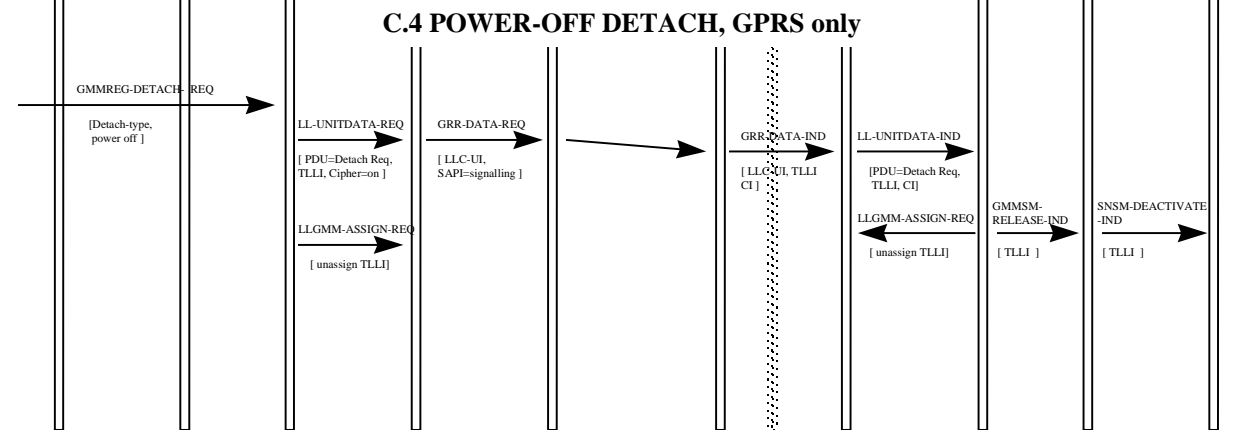 C.4 POWER-OFF DETACH, GPRS only
GMMREG-DETACH- REQ
[Detach-type,
power off ]
LL-UNITDATA-REQ
[ PDU=Detach Req,
TLLI, Cipher=on ]
GRR-DATA-REQ
[ LLC-UI,
SAPI=signalling ]
GRR-DATA-IND
[ LLC-UI, TLLI
CI ]
LL-UNITDATA-IND
[PDU=Detach Req,
TLLI, CI]
LLGMM-ASSIGN-REQ
[ unassign TLLI]
LLGMM-ASSIGN-REQ
[ unassign TLLI]
GMMSM-
RELEASE-IND
[ TLLI ]
SNSM-DEACTIVATE
-IND
[ TLLI ]